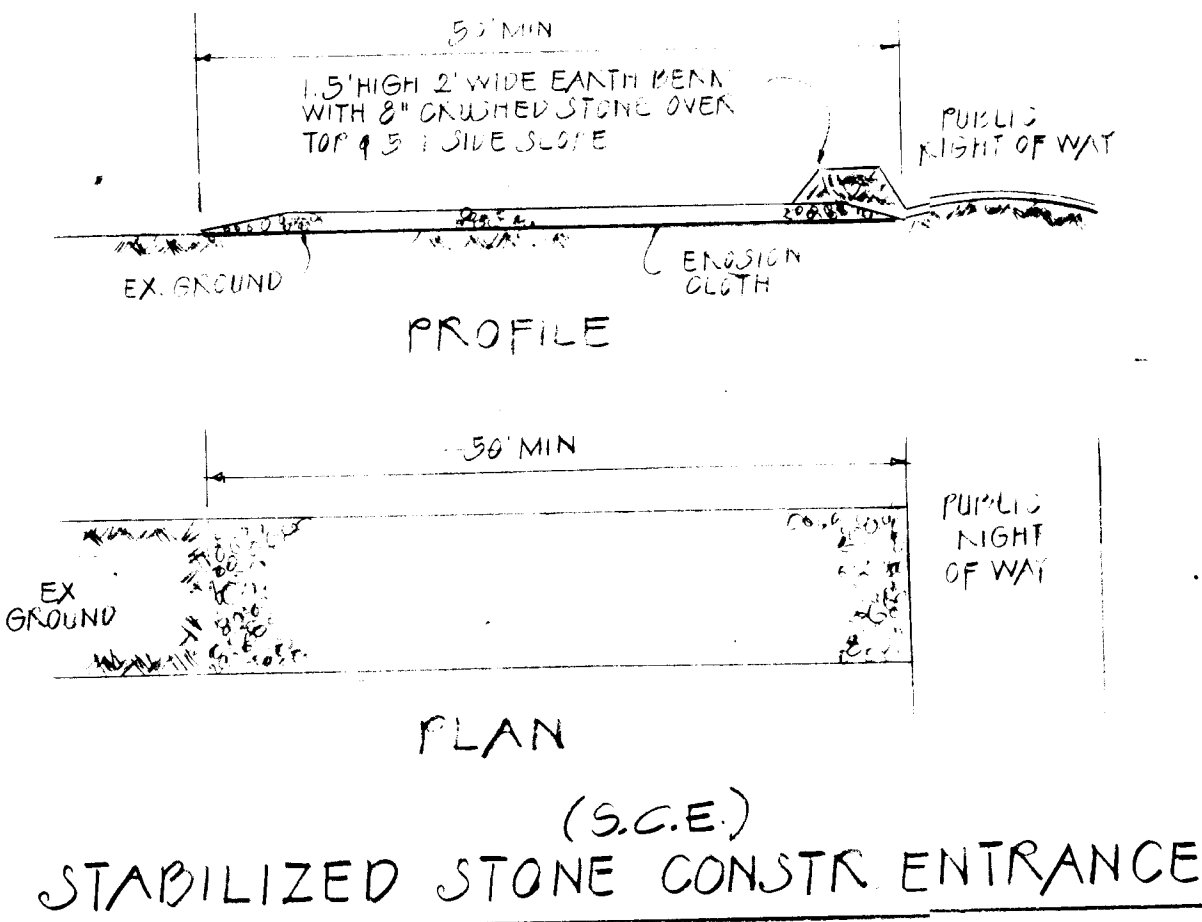 50' MIN
1.5' HIGH 2' WIDE EARTH BERM
WITH 8" CRUSHED STONE OVER
TOP & 5:1 SIDE SLOPE
PUBLIC
RIGHT OF WAY
EX. GROUND
EROSION
CLOTH
PROFILE
50' MIN
PUBLIC
RIGHT
OF WAY
EX
GROUND
PLAN
(S.C.E.)
STABILIZED STONE CONSTR. ENTRANCE